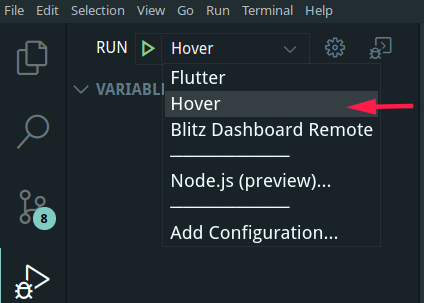 File Edit Selection View Go Run Terminal Help
RUN Hover
VARIABL
Flutter
Hover
Blitz Dashboard Remote
Node.js (preview)...
8
Add Configuration...